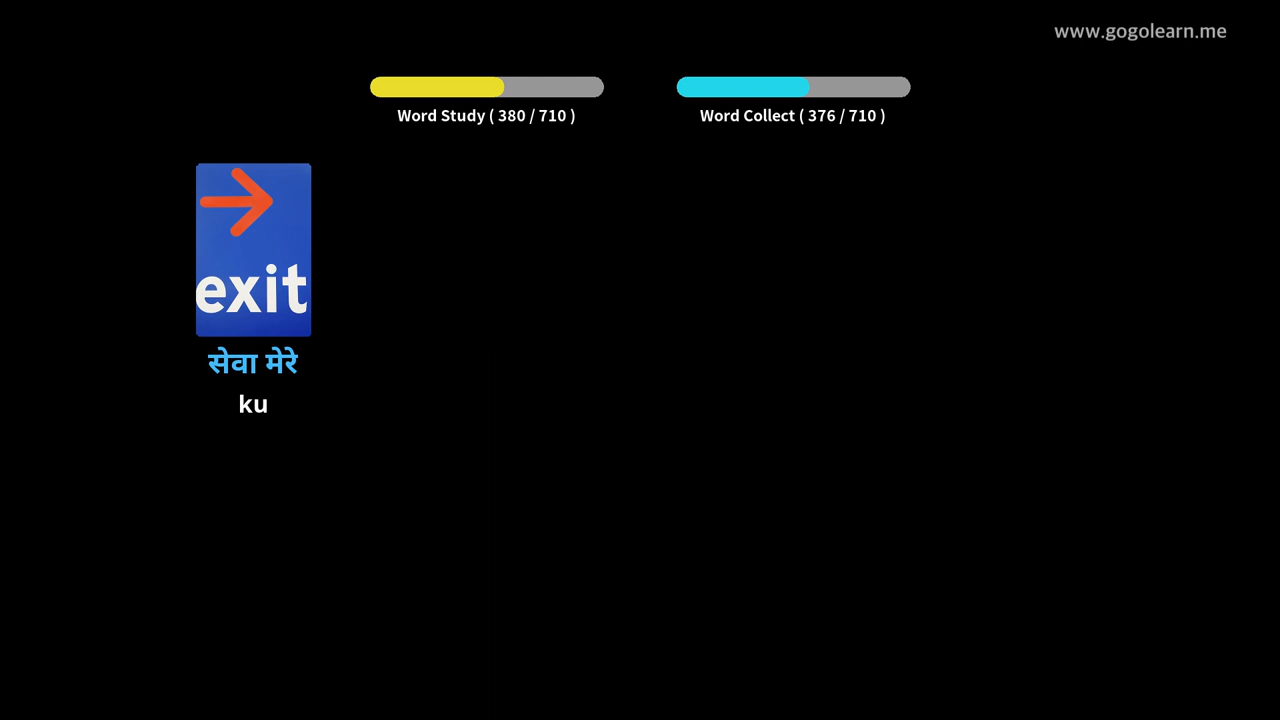 www.gogolearn.me
Word Study ( 380 / 710 )
Word Collect ( 376 / 710 )
exit
सेवा मेरे
ku